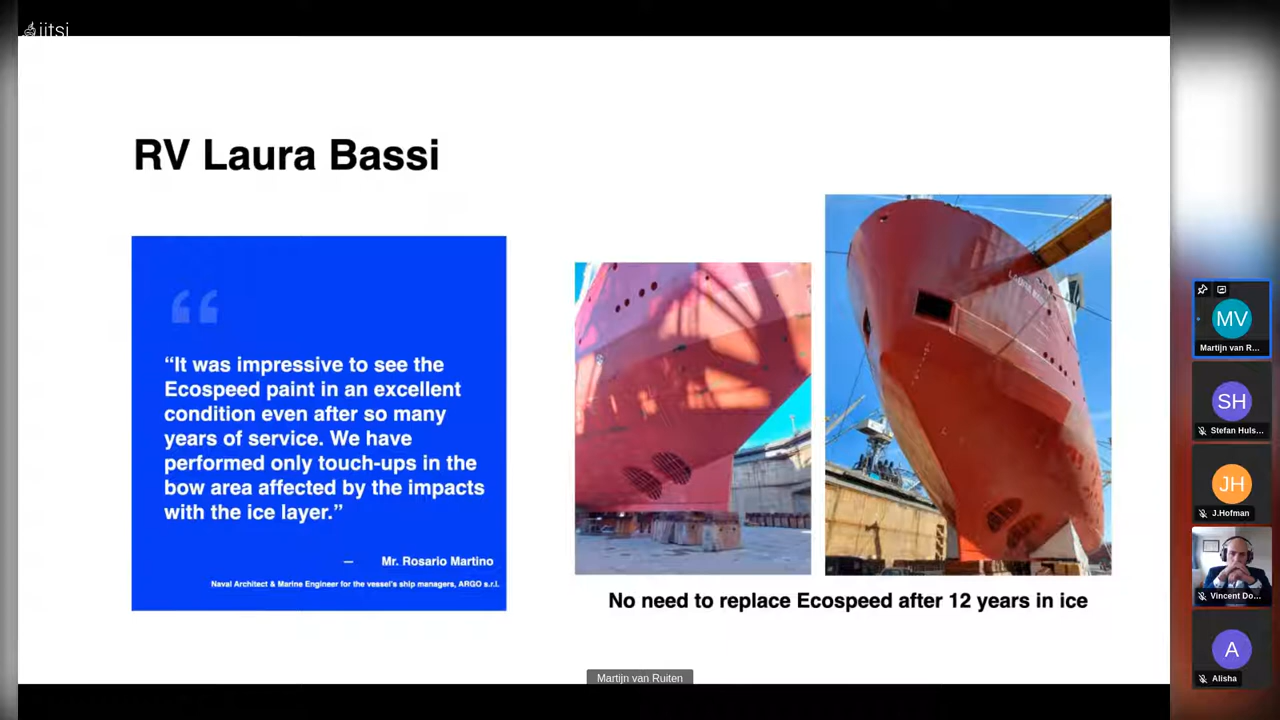 jitsi
RV Laura Bassi
“It was impressive to see the
Ecospeed paint in an excellent
condition even after so many
years of service. We have
performed only touch-ups in the
bow area affected by the impacts
with the ice layer.”
— Mr. Rosario Martino
Naval Architect & Marine Engineer for the vessel's ship managers, ARGO s.r.l.
LAURA
No need to replace Ecospeed after 12 years in ice
Martijn van Ruiten
MV
Martijn van R...
SH
Stefan Huls...
JH
J.Hofman
Vincent Do...
A
Alisha